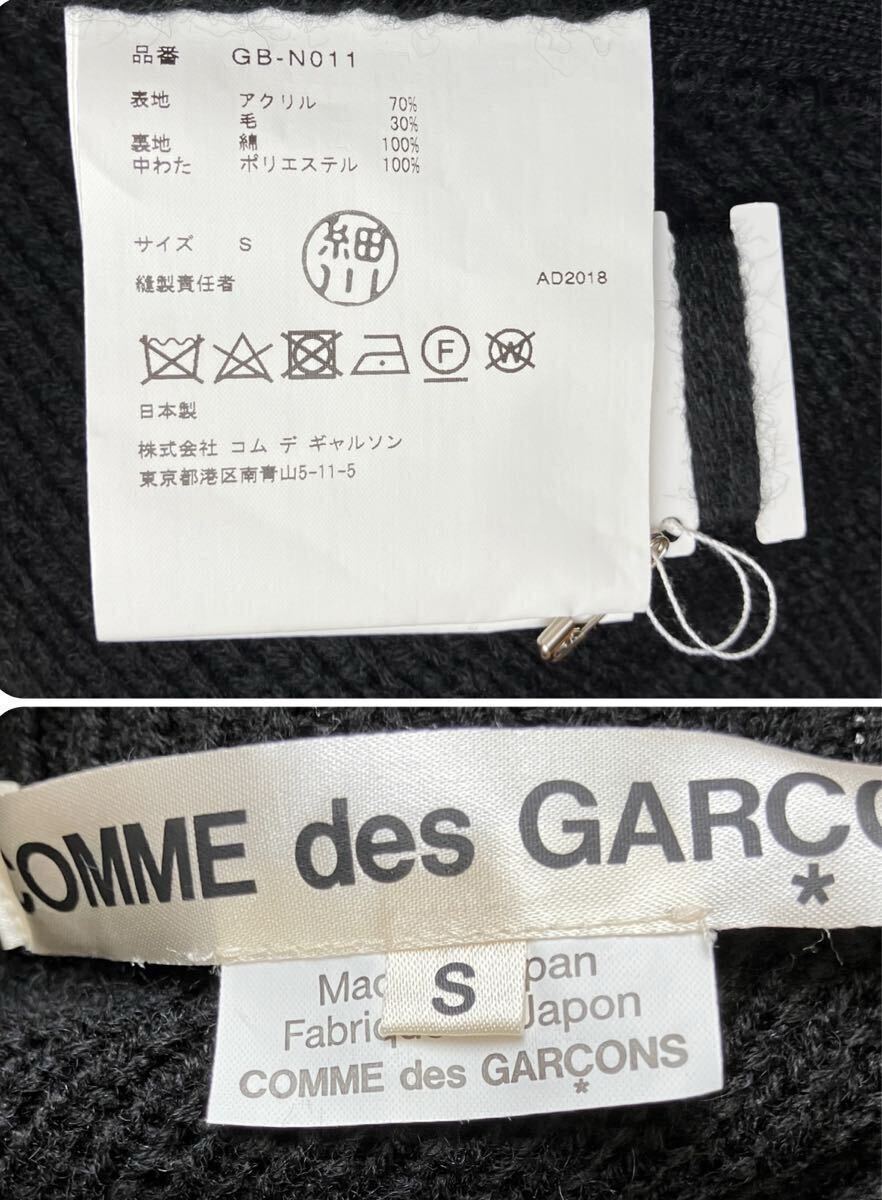 品番 GB-N011
表地 アクリル 70%
毛 30%
裏地 綿 100%
中わた ポリエステル 100%
サイズ S
細川
縫製責任者
AD2018
F W
日本製
株式会社 コム デ ギャルソン
東京都港区南青山5-11-5
COMME des GARÇO
S
Mac pan
Fabriq Japon
COMME des GARÇONS